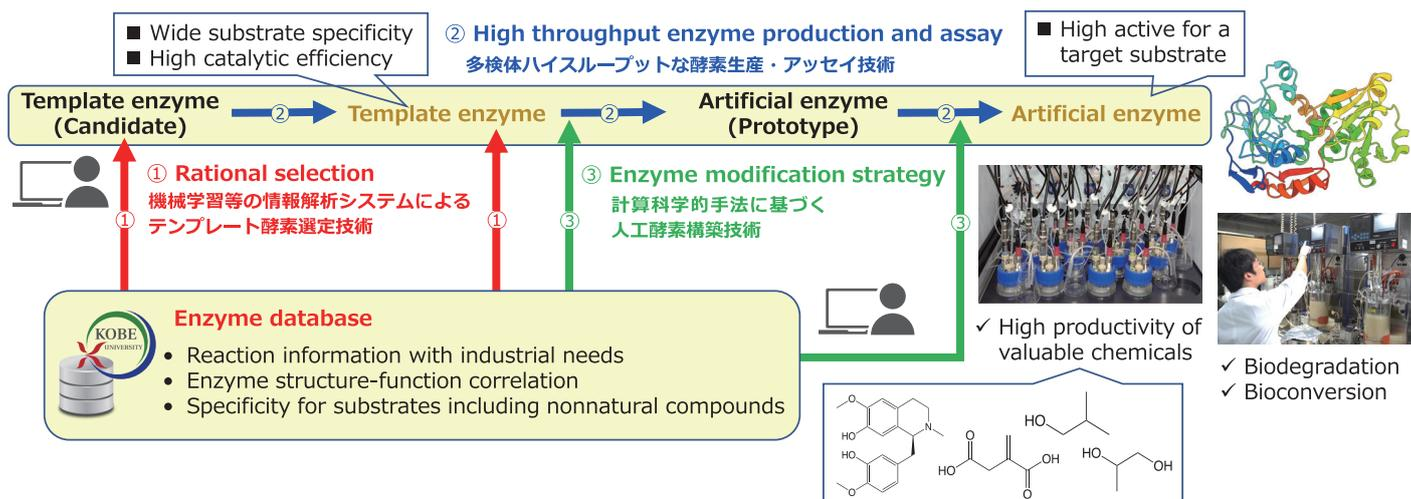 ■ Wide substrate specificity
■ High catalytic efficiency
② High throughput enzyme production and assay
多検体ハイスループットな酵素生産・アッセイ技術
■ High active for a
target substrate
Template enzyme
(Candidate)
②
Template enzyme
②
Artificial enzyme
(Prototype)
②
Artificial enzyme
① Rational selection
機械学習等の情報解析システムによる
テンプレート酵素選定技術
①
①
③ Enzyme modification strategy
計算科学的手法に基づく
人工酵素構築技術
③
③
KOBE
UNIVERSITY
Enzyme database
• Reaction information with industrial needs
• Enzyme structure-function correlation
• Specificity for substrates including nonnatural compounds
✓ High productivity of
valuable chemicals
✓ Biodegradation
✓ Bioconversion
O
HO
N
HO
O
O
HO
OH
O
HO
HO
OH